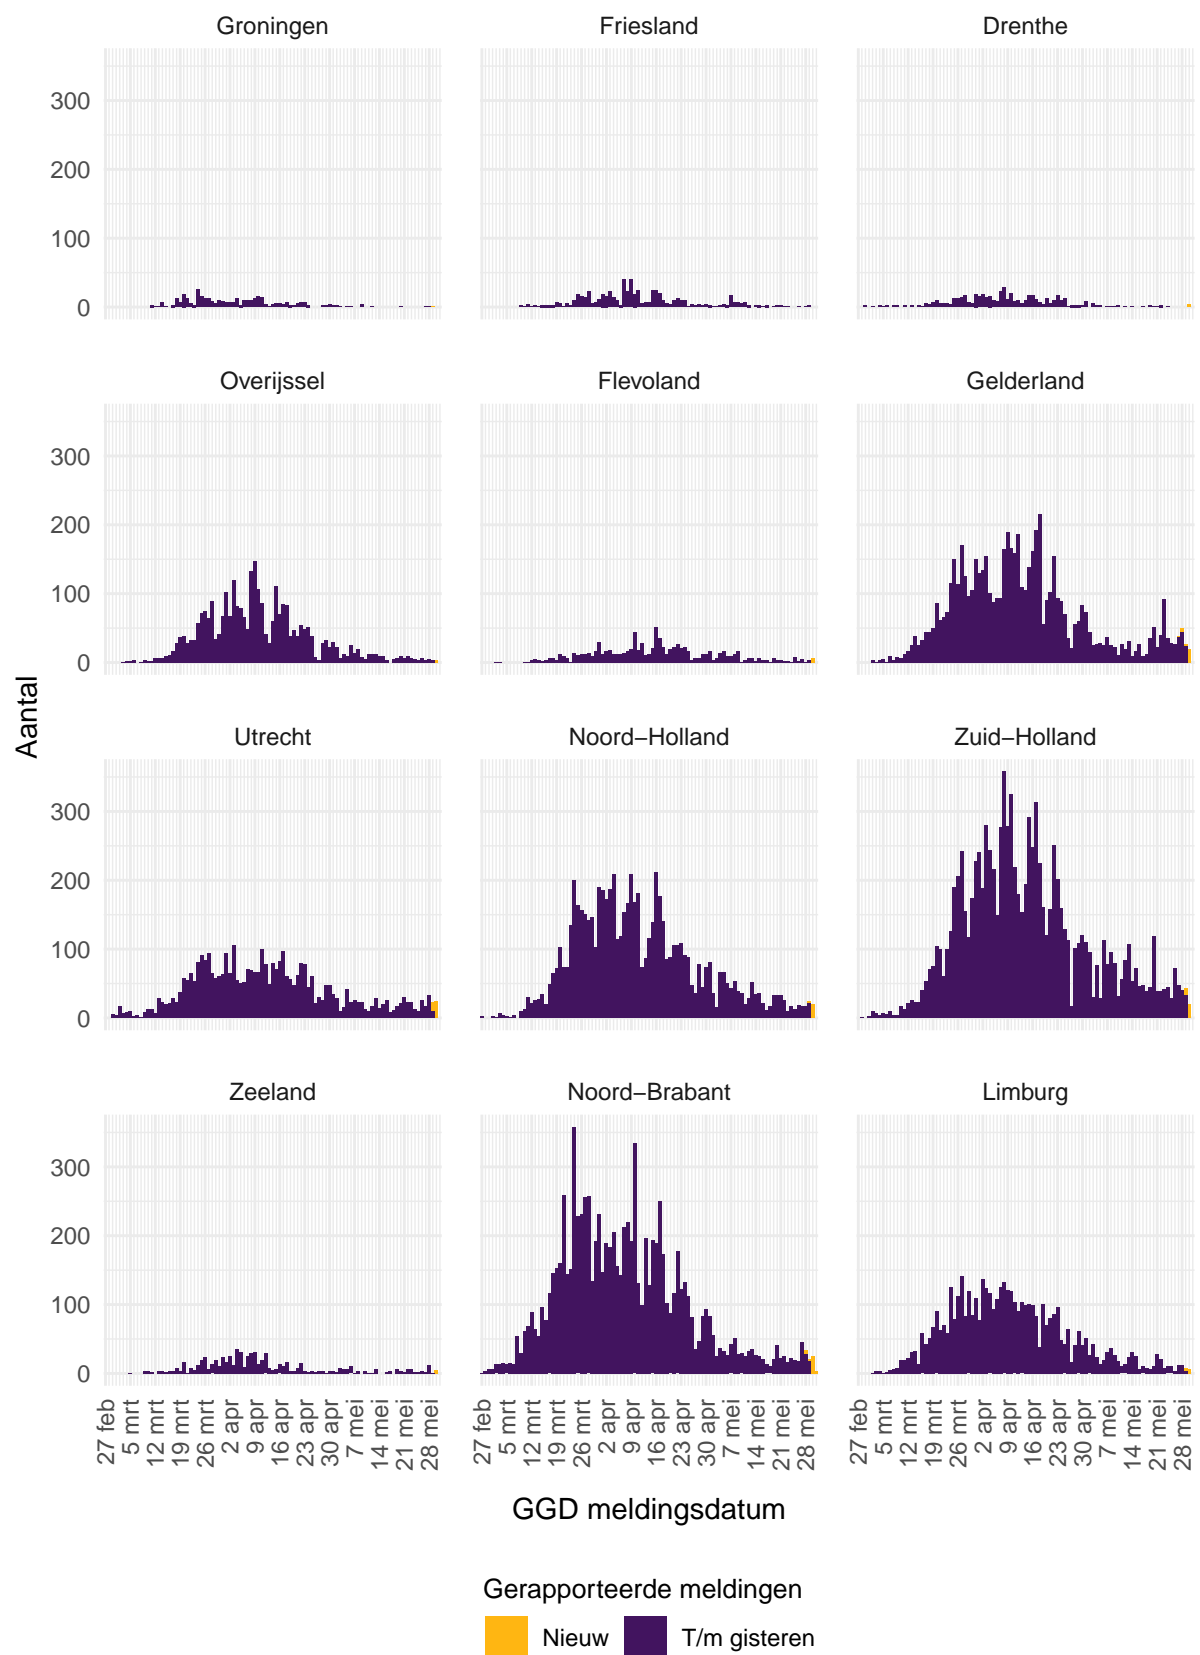 Groningen Friesland Drenthe
300
200
100
0
Overijssel Flevoland Gelderland
300
200
100
0
Aantal
Utrecht Noord−Holland Zuid−Holland
300
200
100
0
Zeeland Noord−Brabant Limburg
300
200
100
0
27 feb 5 mrt 12 mrt 19 mrt 26 mrt 2 apr 9 apr 16 apr 23 apr 30 apr 7 mei 14 mei 21 mei 28 mei 27 feb 5 mrt 12 mrt 19 mrt 26 mrt 2 apr 9 apr 16 apr 23 apr 30 apr 7 mei 14 mei 21 mei 28 mei 27 feb 5 mrt 12 mrt 19 mrt 26 mrt 2 apr 9 apr 16 apr 23 apr 30 apr 7 mei 14 mei 21 mei 28 mei
GGD meldingsdatum
Gerapporteerde meldingen
Nieuw T/m gisteren